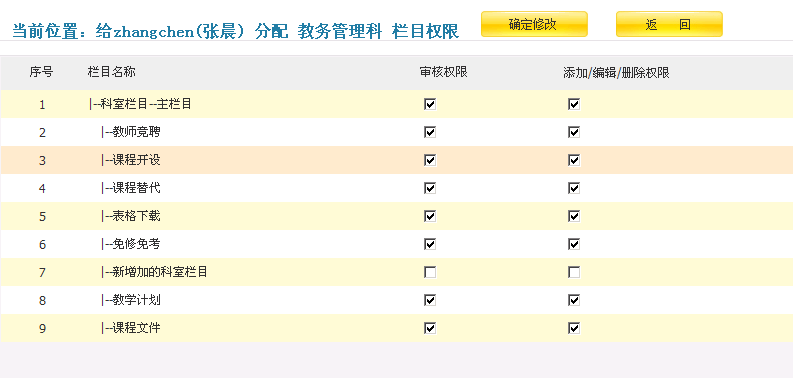 当前位置：给zhangchen(张晨) 分配 教务管理科 栏目权限 确定修改 返 回
序号 栏目名称 审核权限 添加/编辑/删除权限
1 |--科室栏目--主栏目
2 |--教师竞聘
3 |--课程开设
4 |--课程替代
5 |--表格下载
6 |--免修免考
7 |--新增加的科室栏目
8 |--教学计划
9 |--课程文件